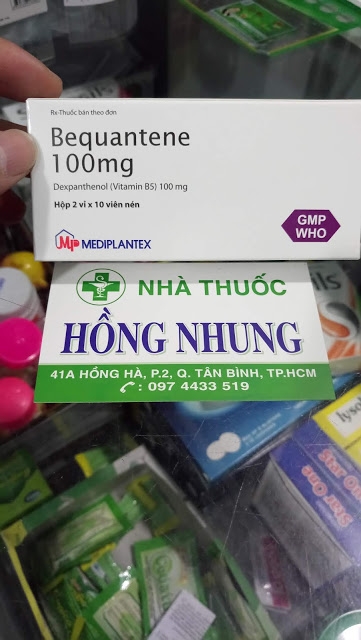 Rx-Thuốc bán theo đơn
Bequantene
100mg
Dexpanthenol (Vitamin B5) 100 mg
Hộp 2 vỉ x 10 viên nén
MP MEDIPLANTEX
GMP
WHO
NHÀ THUỐC
HỒNG NHUNG
41A HỒNG HÀ, P.2, Q. TÂN BÌNH, TP.HCM
: 097 4433 519